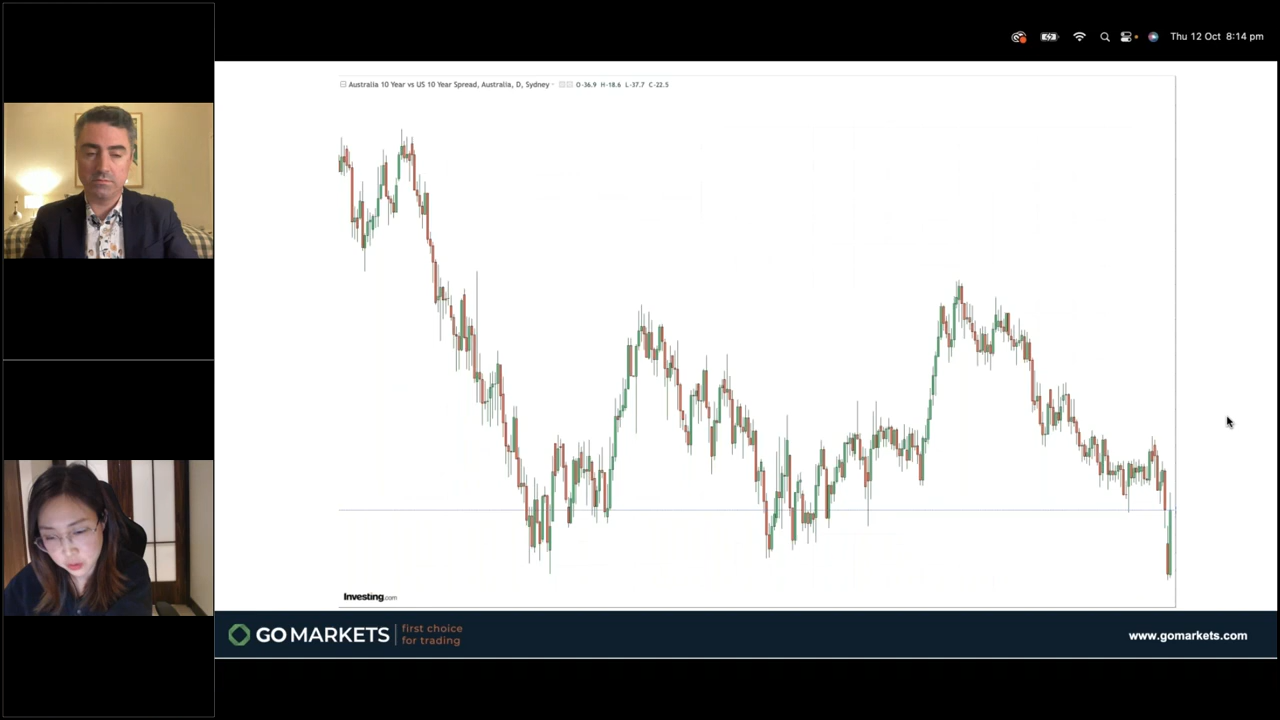 Thu 12 Oct 8:14 pm
Australia 10 Year vs US 10 Year Spread, Australia, D, Sydney O-36.9 H-18.6 L-37.7 C-22.5
Investing.com
GO MARKETS
first choice
for trading
www.gomarkets.com